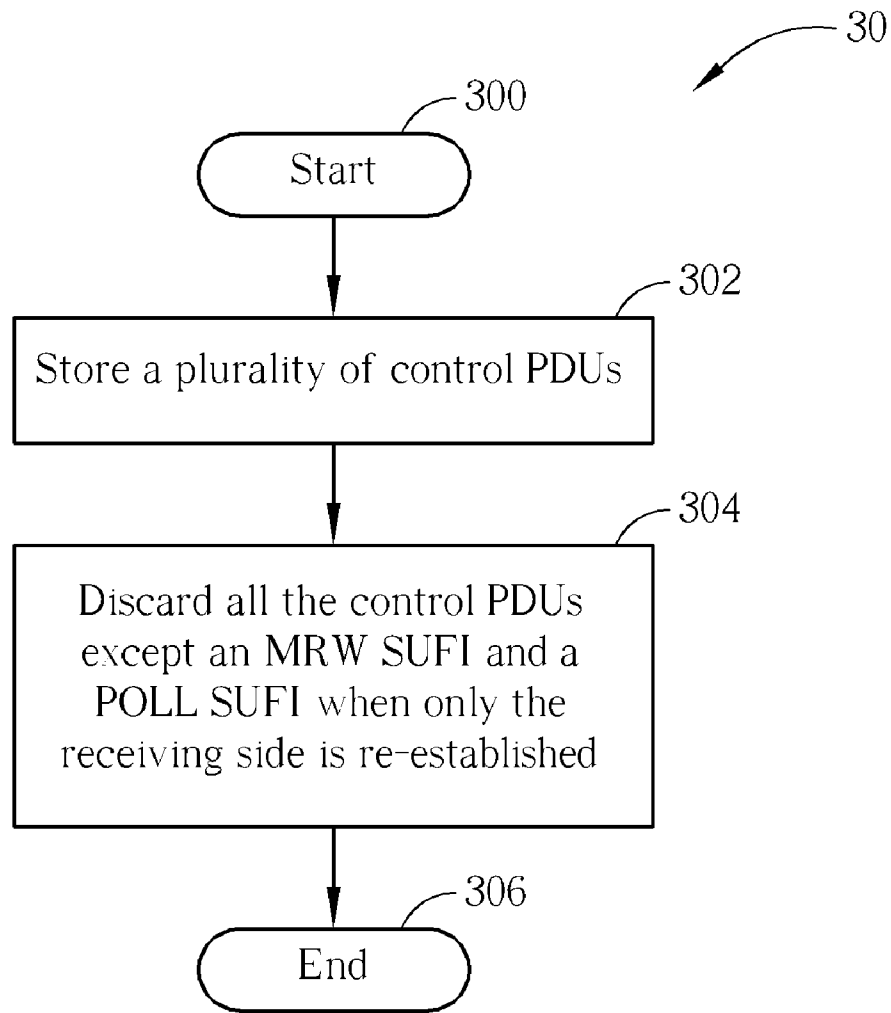 30
300
Start
302
Store a plurality of control PDUs
304
Discard all the control PDUs
except an MRW SUFI and a
POLL SUFI when only the
receiving side is re-established
306
End